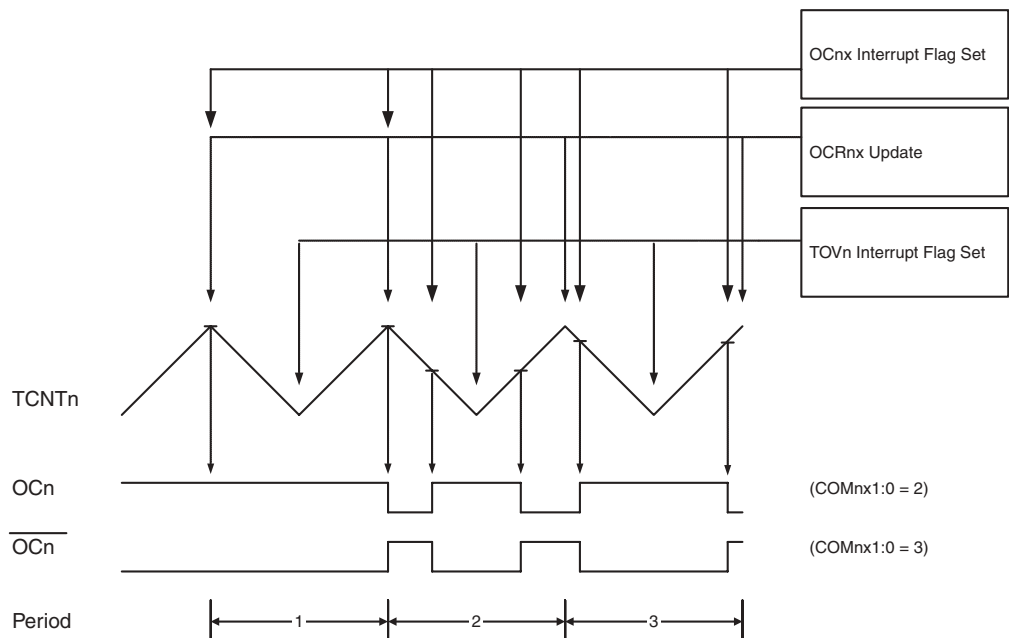 OCnx Interrupt Flag Set
OCRnx Update
TOVn Interrupt Flag Set
TCNTn
OCn (COMnx1:0 = 2)
OCn (COMnx1:0 = 3)
Period 1 2 3